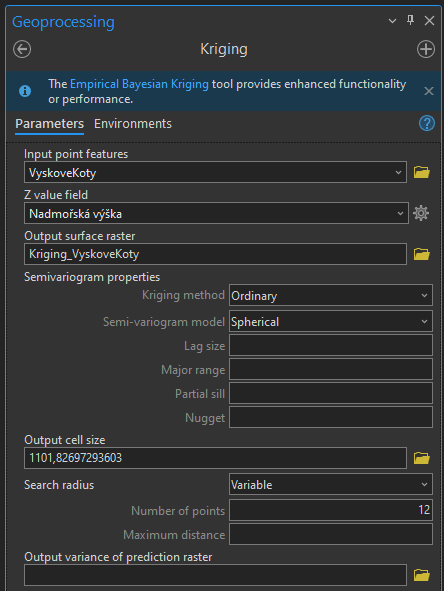 Geoprocessing
Kriging
The Empirical Bayesian Kriging tool provides enhanced functionality
or performance.
Parameters Environments
Input point features
VyskoveKoty
Z value field
Nadmořská výška
Output surface raster
Kriging_VyskoveKoty
Semivariogram properties
Kriging method Ordinary
Semi-variogram model Spherical
Lag size
Major range
Partial sill
Nugget
Output cell size
1101,82697293603
Search radius Variable
Number of points 12
Maximum distance
Output variance of prediction raster